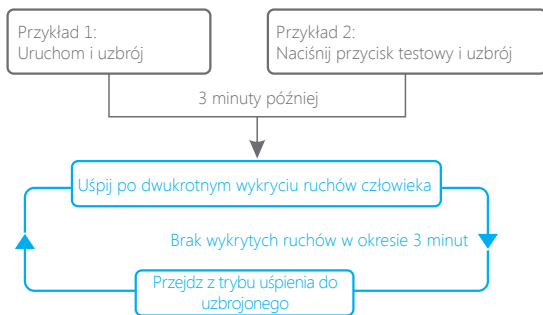 Przykład 1:
Uruchom i uzbrój
Przykład 2:
Naciśnij przycisk testowy i uzbrój
3 minuty później
Uśpij po dwukrotnym wykryciu ruchów człowieka
Brak wykrytych ruchów w okresie 3 minut
Przejdz z trybu uśpienia do
uzbrojonego